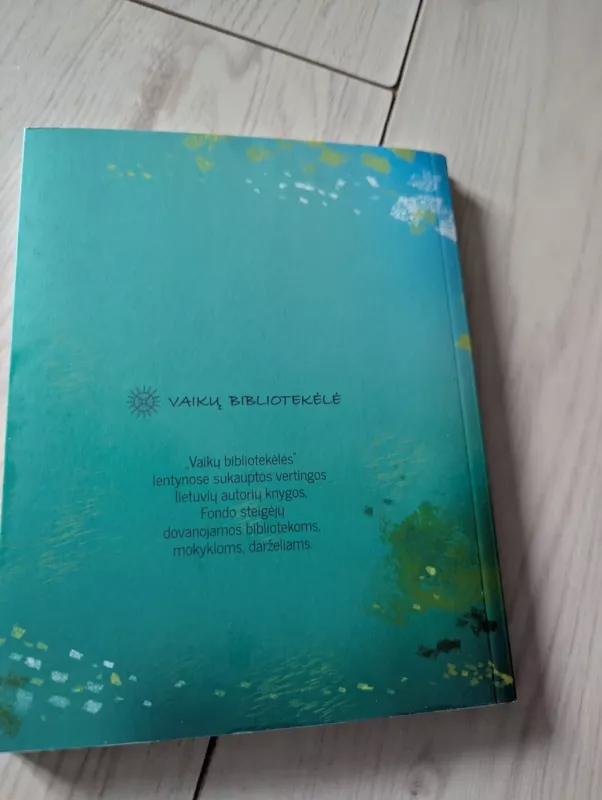 VAIKŲ BIBLIOTEKĖLĖ
„Vaikų bibliotekėlės“
lentynose sukauptos vertingos
lietuvių autorių knygos,
Fondo steigėjų
dovanojamos bibliotekoms,
mokykloms, darželiams.